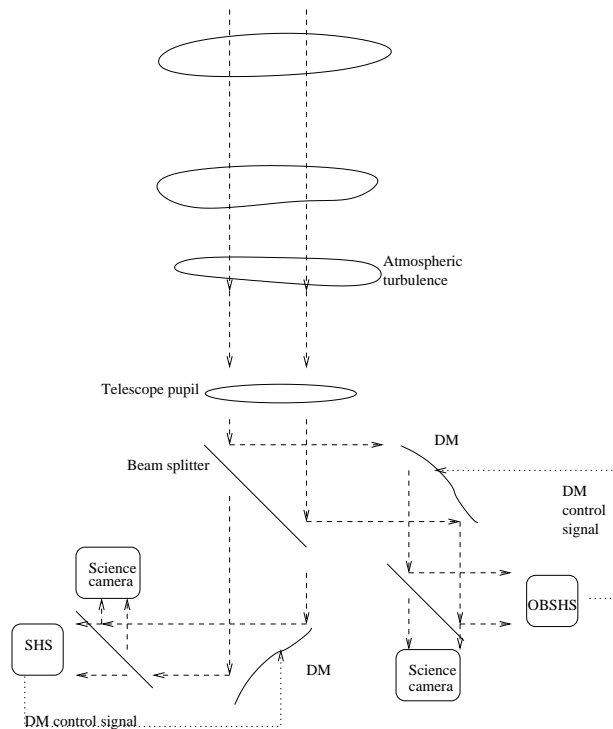 Atmospheric
turbulence
Telescope pupil
DM
Beam splitter
DM
control
signal
Science
camera
OBSHS
SHS
Science
camera
DM
DM control signal